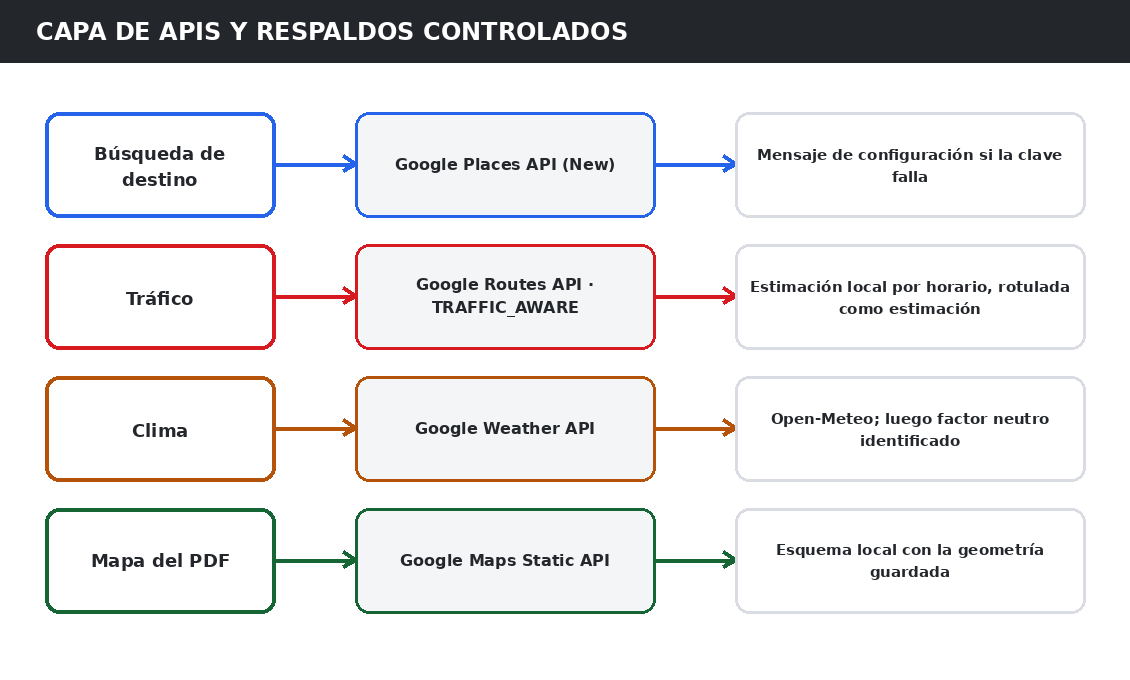 CAPA DE APIS Y RESPALDOS CONTROLADOS
Búsqueda de
destino
Google Places API (New)
Mensaje de configuración si la clave
falla
Tráfico
Google Routes API ·
TRAFFIC_AWARE
Estimación local por horario, rotulada
como estimación
Clima
Google Weather API
Open-Meteo; luego factor neutro
identificado
Mapa del PDF
Google Maps Static API
Esquema local con la geometría
guardada